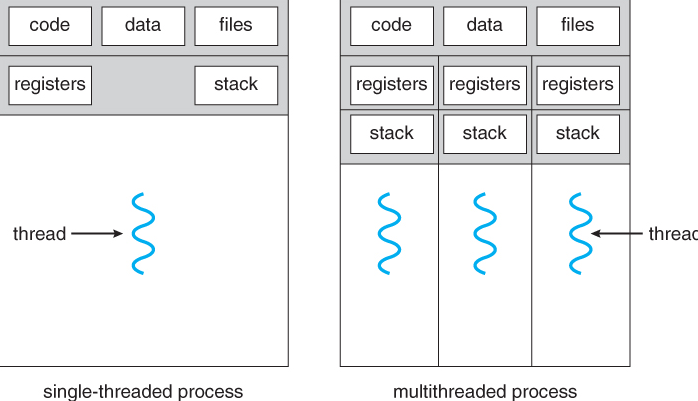 code data files
registers stack
thread
single-threaded process
code data files
registers registers registers
stack stack stack
thread
multithreaded process